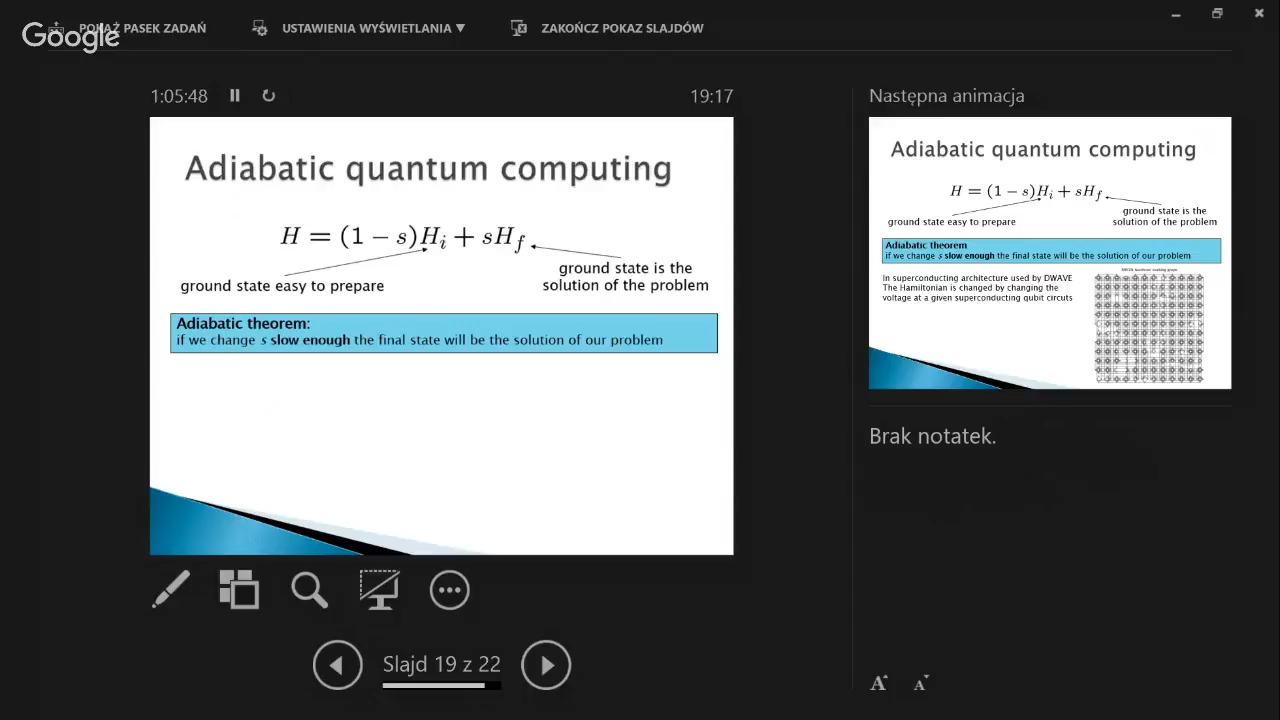 Google
POKAŻ PASEK ZADAŃ
USTAWIENIA WYŚWIETLANIA ▼
ZAKOŃCZ POKAZ SLAJDÓW
1:05:48
19:17
Adiabatic quantum computing
H = (1 − s)H_i + sH_f
ground state easy to prepare
ground state is the
solution of the problem
Adiabatic theorem:
if we change s slow enough the final state will be the solution of our problem
Slajd 19 z 22
Następna animacja
Adiabatic quantum computing
H = (1 − s)H_i + sH_f
ground state easy to prepare
ground state is the
solution of the problem
Adiabatic theorem
if we change s slow enough the final state will be the solution of our problem
In superconducting architecture used by DWAVE
The Hamiltonian is changed by changing the
voltage at a given superconducting qubit circuts
Brak notatek.
A A